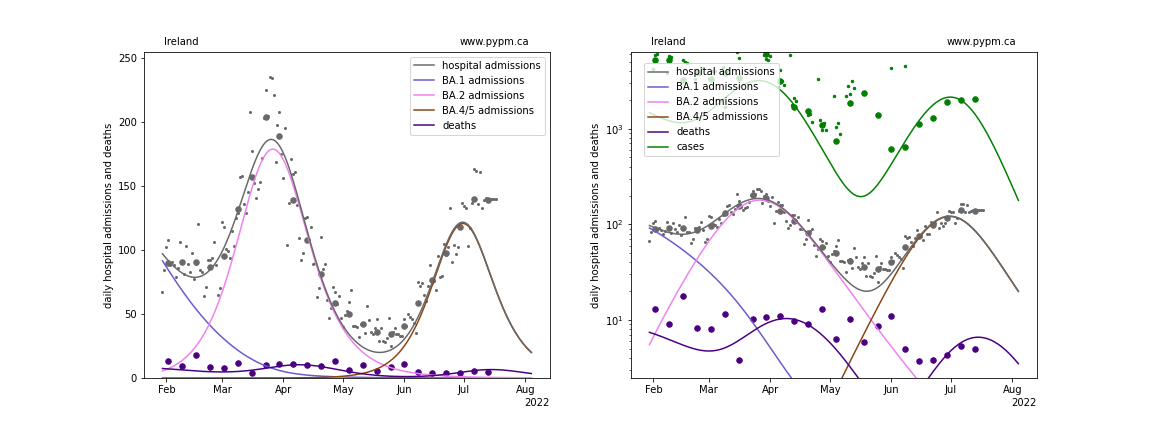 Ireland www.pypm.ca
daily hospital admissions and deaths
250
200
150
100
50
0
hospital admissions
BA.1 admissions
BA.2 admissions
BA.4/5 admissions
deaths
Feb Mar Apr May Jun Jul Aug
2022
Ireland www.pypm.ca
daily hospital admissions and deaths
10³
10²
10¹
hospital admissions
BA.1 admissions
BA.2 admissions
BA.4/5 admissions
deaths
cases
Feb Mar Apr May Jun Jul Aug
2022